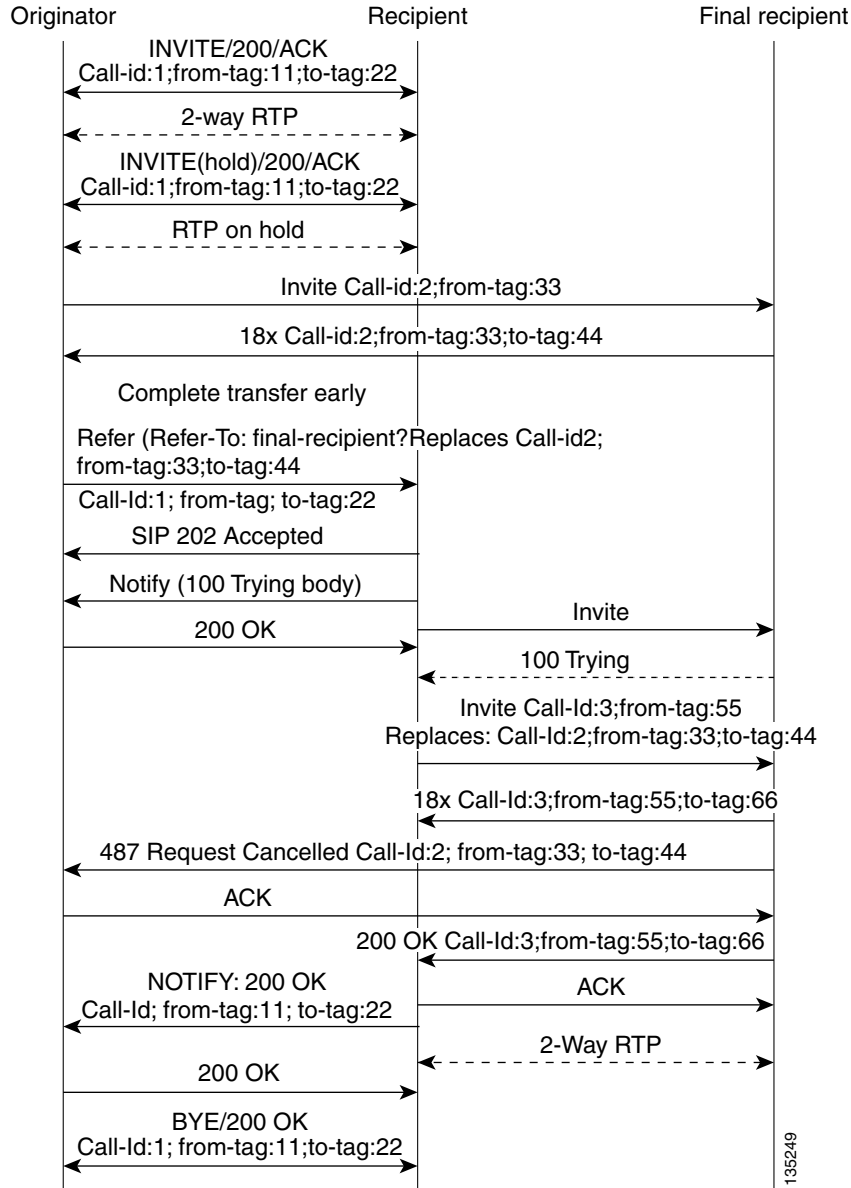 Originator
Recipient
Final recipient
INVITE/200/ACK
Call-id:1;from-tag:11;to-tag:22
2-way RTP
INVITE(hold)/200/ACK
Call-id:1;from-tag:11;to-tag:22
RTP on hold
Invite Call-id:2;from-tag:33
18x Call-id:2;from-tag:33;to-tag:44
Complete transfer early
Refer (Refer-To: final-recipient?Replaces Call-id2;
from-tag:33;to-tag:44
Call-Id:1; from-tag; to-tag:22
SIP 202 Accepted
Notify (100 Trying body)
Invite
200 OK
100 Trying
Invite Call-Id:3;from-tag:55
Replaces: Call-Id:2;from-tag:33;to-tag:44
18x Call-Id:3;from-tag:55;to-tag:66
487 Request Cancelled Call-Id:2; from-tag:33; to-tag:44
ACK
200 OK Call-Id:3;from-tag:55;to-tag:66
NOTIFY: 200 OK
Call-Id; from-tag:11; to-tag:22
ACK
2-Way RTP
200 OK
BYE/200 OK
Call-Id:1; from-tag:11;to-tag:22
135249